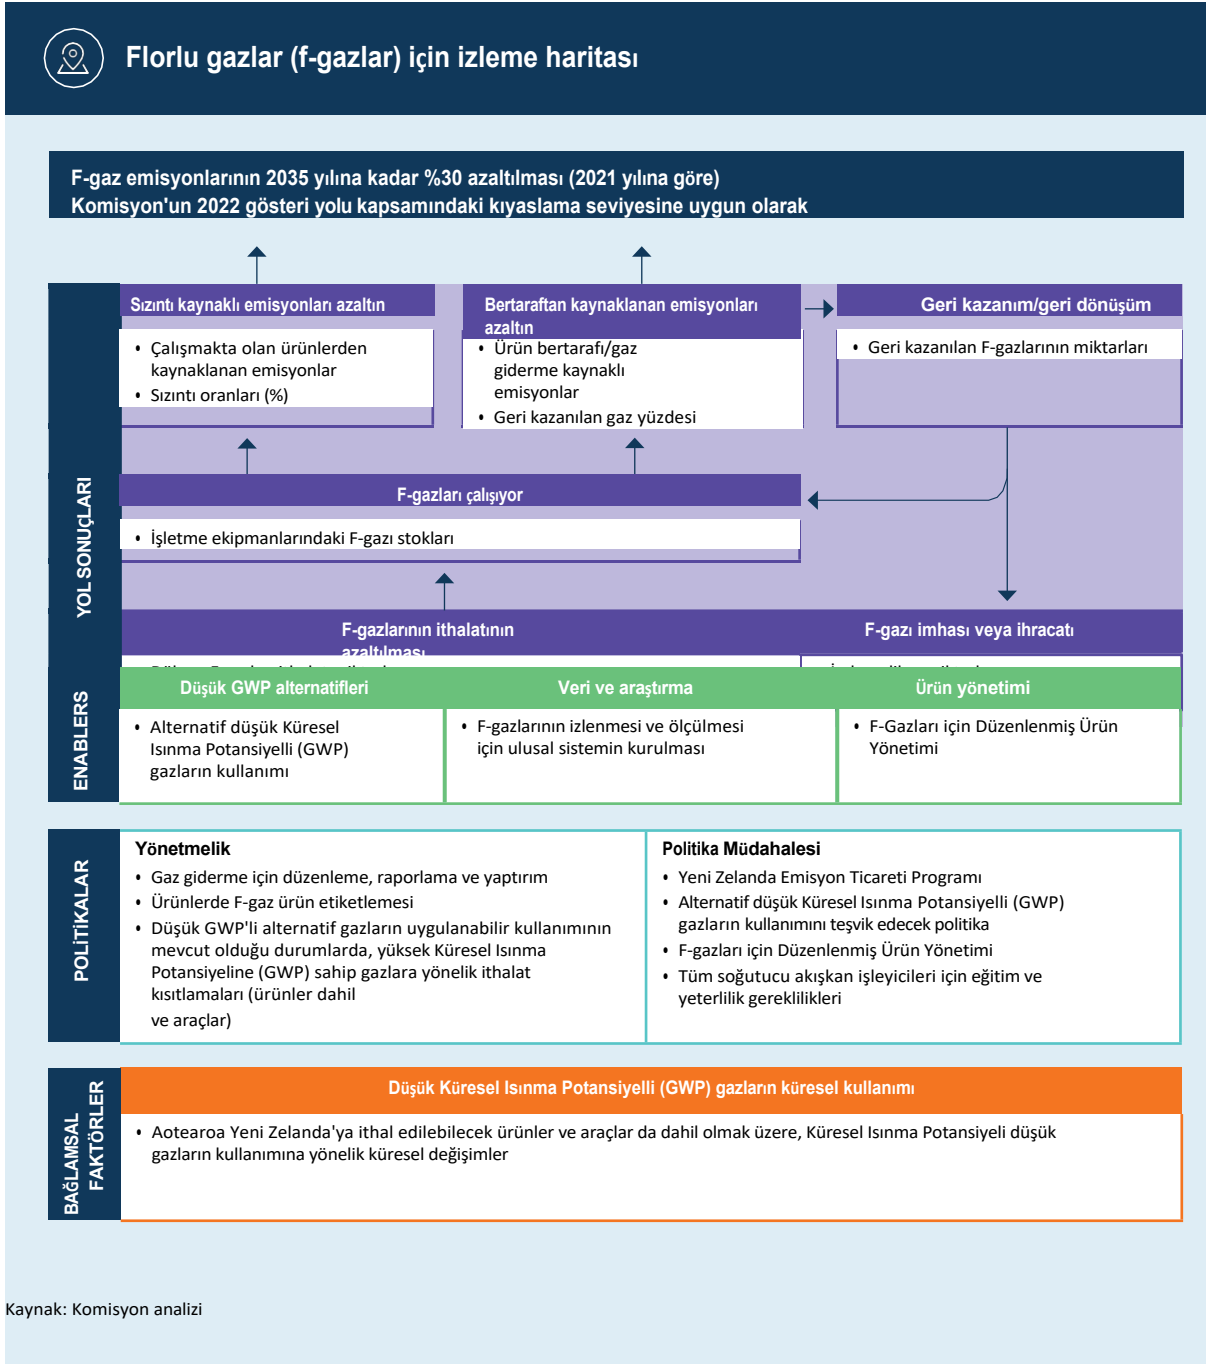 Florlu gazlar (f-gazlar) için izleme haritası
F-gaz emisyonlarının 2035 yılına kadar %30 azaltılması (2021 yılına göre)
Komisyon'un 2022 gösteri yolu kapsamındaki kıyaslama seviyesine uygun olarak
YOL SONUÇLARI
Sızıntı kaynaklı emisyonları azaltın
• Çalışmakta olan ürünlerden
kaynaklanan emisyonlar
• Sızıntı oranları (%)
Bertaraftan kaynaklanan emisyonları
azaltın
• Ürün bertarafı/gaz
giderme kaynaklı
emisyonlar
• Geri kazanılan gaz yüzdesi
Geri kazanım/geri dönüşüm
• Geri kazanılan F-gazlarının miktarları
F-gazları çalışıyor
• İşletme ekipmanlarındaki F-gazı stokları
F-gazlarının ithalatının
azaltılması
F-gazı imhası veya ihracatı
ENABLERS
Düşük GWP alternatifleri
• Alternatif düşük Küresel
Isınma Potansiyelli (GWP)
gazların kullanımı
Veri ve araştırma
• F-gazlarının izlenmesi ve ölçülmesi
için ulusal sistemin kurulması
Ürün yönetimi
• F-Gazları için Düzenlenmiş Ürün
Yönetimi
POLİTİKALAR
Yönetmelik
• Gaz giderme için düzenleme, raporlama ve yaptırım
• Ürünlerde F-gaz ürün etiketlemesi
• Düşük GWP'li alternatif gazların uygulanabilir kullanımının
mevcut olduğu durumlarda, yüksek Küresel Isınma
Potansiyeline (GWP) sahip gazlara yönelik ithalat
kısıtlamaları (ürünler dahil
ve araçlar)
Politika Müdahalesi
• Yeni Zelanda Emisyon Ticareti Programı
• Alternatif düşük Küresel Isınma Potansiyelli (GWP)
gazların kullanımını teşvik edecek politika
• F-gazları için Düzenlenmiş Ürün Yönetimi
• Tüm soğutucu akışkan işleyicileri için eğitim ve
yeterlilik gereklilikleri
BAĞLAMSAL
FAKTÖRLER
Düşük Küresel Isınma Potansiyelli (GWP) gazların küresel kullanımı
• Aotearoa Yeni Zelanda'ya ithal edilebilecek ürünler ve araçlar da dahil olmak üzere, Küresel Isınma Potansiyeli düşük
gazların kullanımına yönelik küresel değişimler
Kaynak: Komisyon analizi